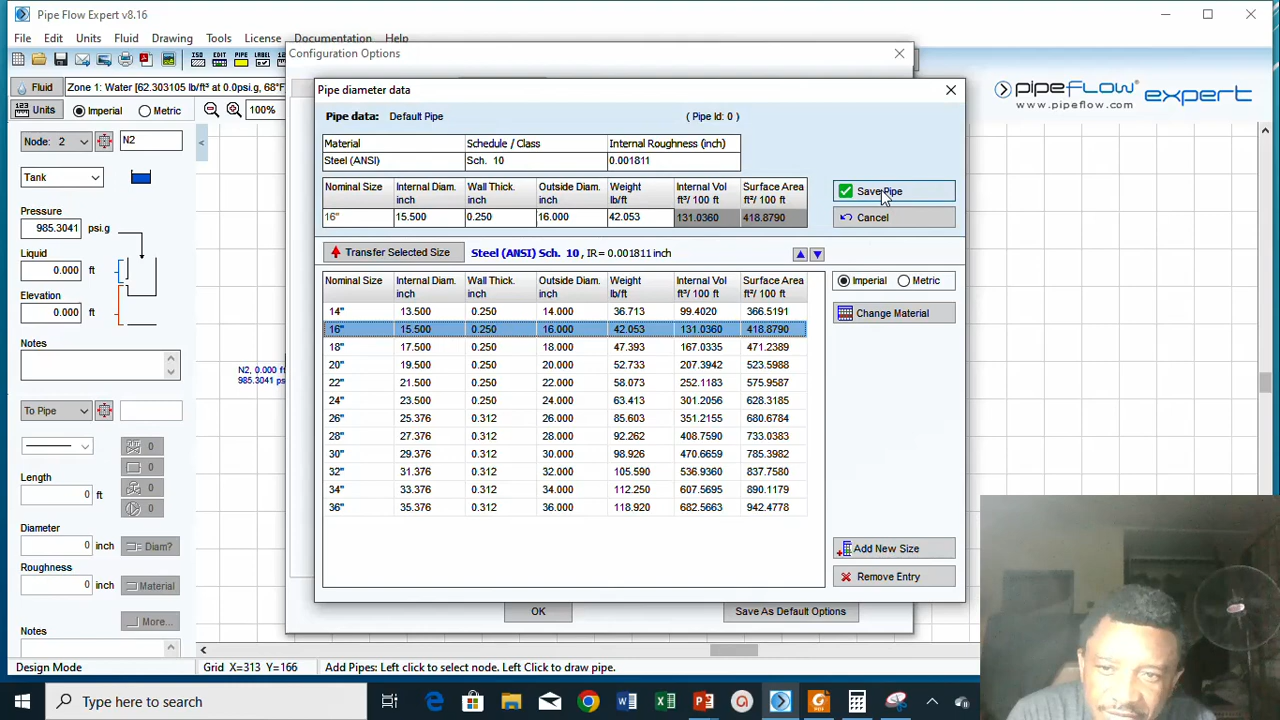 Pipe Flow Expert v8.16
File Edit Units Fluid Drawing Tools License Documentation Help
Configuration Options
Fluid Zone 1: Water [62.303105 lb/ft³ at 0.0psi.g, 68°F
Units Imperial Metric 100%
pipeflow expert
www.pipeflow.com
Node: 2 N2
Tank
Pressure
985.3041 psi.g
Liquid
0.000 ft
Elevation
0.000 ft
Notes
To Pipe
0
0
Length
0 ft 0
0
Diameter
0 inch Diam?
Roughness
0 inch Material
More...
Notes
N2, 0.000 ft
985.3041 ps
Pipe diameter data
Pipe data: Default Pipe ( Pipe Id: 0 )
Material Schedule / Class Internal Roughness (inch)
Steel (ANSI) Sch. 10 0.001811
Nominal Size Internal Diam. inch Wall Thick. inch Outside Diam. inch Weight lb/ft Internal Vol ft³/ 100 ft Surface Area ft²/ 100 ft
16" 15.500 0.250 16.000 42.053 131.0360 418.8790
Save Pipe
Cancel
Transfer Selected Size Steel (ANSI) Sch. 10 , IR = 0.001811 inch
Nominal Size Internal Diam. inch Wall Thick. inch Outside Diam. inch Weight lb/ft Internal Vol ft³/ 100 ft Surface Area ft²/ 100 ft
14" 13.500 0.250 14.000 36.713 99.4020 366.5191
16" 15.500 0.250 16.000 42.053 131.0360 418.8790
18" 17.500 0.250 18.000 47.393 167.0335 471.2389
20" 19.500 0.250 20.000 52.733 207.3942 523.5988
22" 21.500 0.250 22.000 58.073 252.1183 575.9587
24" 23.500 0.250 24.000 63.413 301.2056 628.3185
26" 25.376 0.312 26.000 85.603 351.2155 680.6784
28" 27.376 0.312 28.000 92.262 408.7590 733.0383
30" 29.376 0.312 30.000 98.926 470.6659 785.3982
32" 31.376 0.312 32.000 105.590 536.9360 837.7580
34" 33.376 0.312 34.000 112.250 607.5695 890.1179
36" 35.376 0.312 36.000 118.920 682.5663 942.4778
Imperial Metric
Change Material
Add New Size
Remove Entry
OK Save As Default Options
Design Mode Grid X=313 Y=166 Add Pipes: Left click to select node. Left Click to draw pipe.
Type here to search